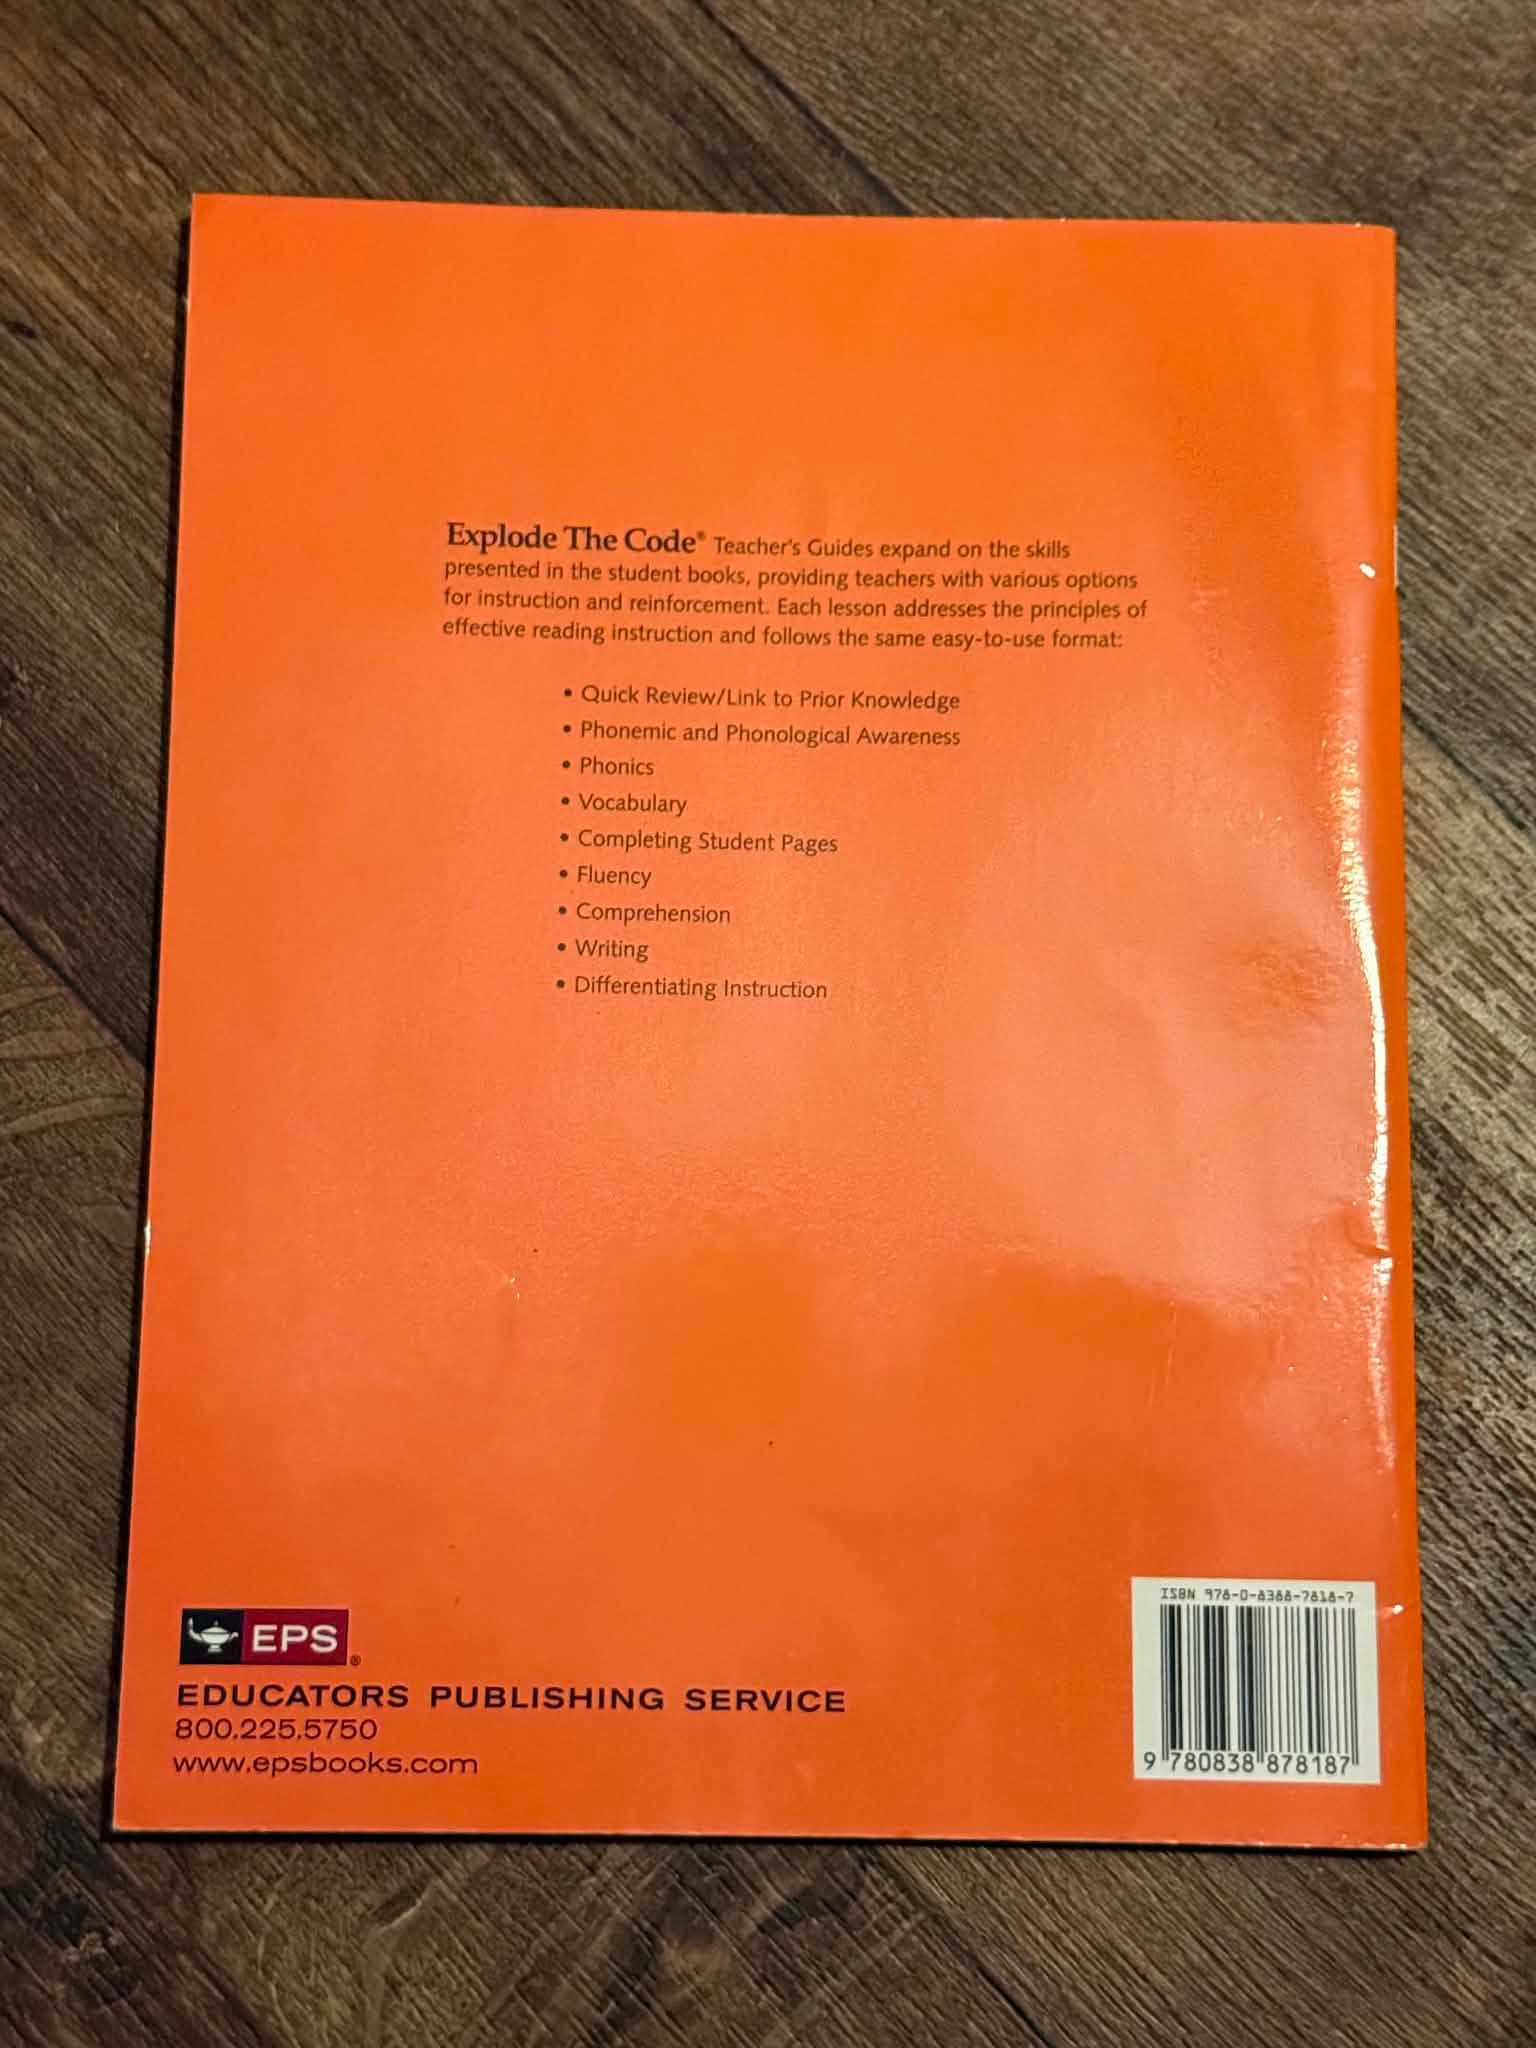 Explode The Code® Teacher's Guides expand on the skills
presented in the student books, providing teachers with various options
for instruction and reinforcement. Each lesson addresses the principles of
effective reading instruction and follows the same easy-to-use format:
• Quick Review/Link to Prior Knowledge
• Phonemic and Phonological Awareness
• Phonics
• Vocabulary
• Completing Student Pages
• Fluency
• Comprehension
• Writing
• Differentiating Instruction
EPS®
EDUCATORS PUBLISHING SERVICE
800.225.5750
www.epsbooks.com
ISBN 978-0-8388-7818-7
9 780838 878187